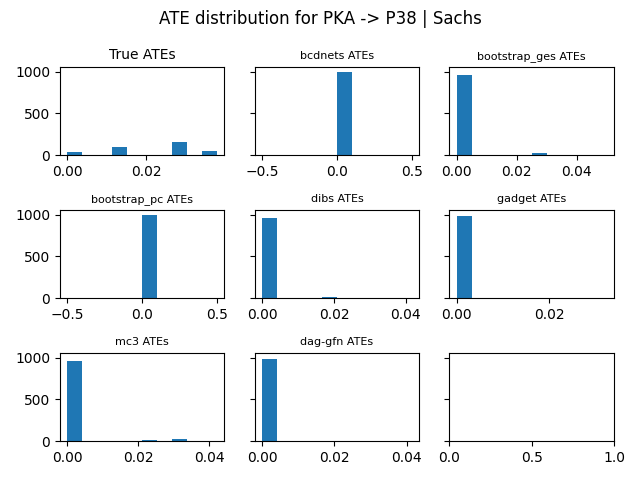 ATE distribution for PKA -> P38 | Sachs
True ATEs
bcdnets ATEs
bootstrap_ges ATEs
1000
500
0
0.00 0.02
−0.5 0.0 0.5
0.00 0.02 0.04
bootstrap_pc ATEs
dibs ATEs
gadget ATEs
1000
500
0
−0.5 0.0 0.5
0.00 0.02 0.04
0.00 0.02
mc3 ATEs
dag-gfn ATEs
1000
500
0
0.00 0.02 0.04
0.00 0.02 0.04
0.0 0.5 1.0